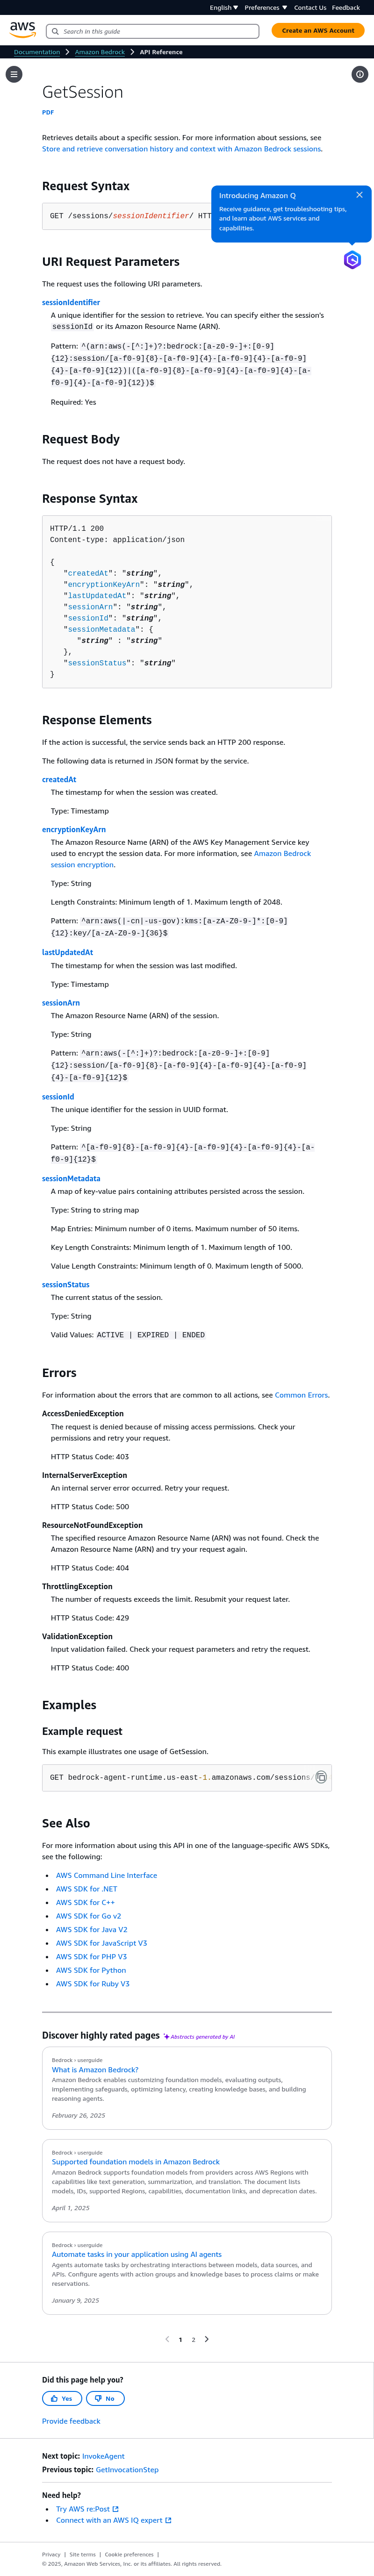 English
Preferences
Contact Us
Feedback
aws
Search in this guide
Create an AWS Account
Documentation
Amazon Bedrock
API Reference
GetSession
PDF
Retrieves details about a specific session. For more information about sessions, see
Store and retrieve conversation history and context with Amazon Bedrock sessions.
Introducing Amazon Q
Receive guidance, get troubleshooting tips,
and learn about AWS services and
capabilities.
Request Syntax
GET /sessions/sessionIdentifier/ HTT
URI Request Parameters
The request uses the following URI parameters.
sessionIdentifier
A unique identifier for the session to retrieve. You can specify either the session's
sessionId or its Amazon Resource Name (ARN).
Pattern: ^(arn:aws(-[^:]+)?:bedrock:[a-z0-9-]+:[0-9]
{12}:session/[a-f0-9]{8}-[a-f0-9]{4}-[a-f0-9]{4}-[a-f0-9]
{4}-[a-f0-9]{12})|([a-f0-9]{8}-[a-f0-9]{4}-[a-f0-9]{4}-[a-
f0-9]{4}-[a-f0-9]{12})$
Required: Yes
Request Body
The request does not have a request body.
Response Syntax
HTTP/1.1 200
Content-type: application/json
{
"createdAt": "string",
"encryptionKeyArn": "string",
"lastUpdatedAt": "string",
"sessionArn": "string",
"sessionId": "string",
"sessionMetadata": {
"string" : "string"
},
"sessionStatus": "string"
}
Response Elements
If the action is successful, the service sends back an HTTP 200 response.
The following data is returned in JSON format by the service.
createdAt
The timestamp for when the session was created.
Type: Timestamp
encryptionKeyArn
The Amazon Resource Name (ARN) of the AWS Key Management Service key
used to encrypt the session data. For more information, see Amazon Bedrock
session encryption.
Type: String
Length Constraints: Minimum length of 1. Maximum length of 2048.
Pattern: ^arn:aws(|-cn|-us-gov):kms:[a-zA-Z0-9-]*:[0-9]
{12}:key/[a-zA-Z0-9-]{36}$
lastUpdatedAt
The timestamp for when the session was last modified.
Type: Timestamp
sessionArn
The Amazon Resource Name (ARN) of the session.
Type: String
Pattern: ^arn:aws(-[^:]+)?:bedrock:[a-z0-9-]+:[0-9]
{12}:session/[a-f0-9]{8}-[a-f0-9]{4}-[a-f0-9]{4}-[a-f0-9]
{4}-[a-f0-9]{12}$
sessionId
The unique identifier for the session in UUID format.
Type: String
Pattern: ^[a-f0-9]{8}-[a-f0-9]{4}-[a-f0-9]{4}-[a-f0-9]{4}-[a-
f0-9]{12}$
sessionMetadata
A map of key-value pairs containing attributes persisted across the session.
Type: String to string map
Map Entries: Minimum number of 0 items. Maximum number of 50 items.
Key Length Constraints: Minimum length of 1. Maximum length of 100.
Value Length Constraints: Minimum length of 0. Maximum length of 5000.
sessionStatus
The current status of the session.
Type: String
Valid Values: ACTIVE | EXPIRED | ENDED
Errors
For information about the errors that are common to all actions, see Common Errors.
AccessDeniedException
The request is denied because of missing access permissions. Check your
permissions and retry your request.
HTTP Status Code: 403
InternalServerException
An internal server error occurred. Retry your request.
HTTP Status Code: 500
ResourceNotFoundException
The specified resource Amazon Resource Name (ARN) was not found. Check the
Amazon Resource Name (ARN) and try your request again.
HTTP Status Code: 404
ThrottlingException
The number of requests exceeds the limit. Resubmit your request later.
HTTP Status Code: 429
ValidationException
Input validation failed. Check your request parameters and retry the request.
HTTP Status Code: 400
Examples
Example request
This example illustrates one usage of GetSession.
GET bedrock-agent-runtime.us-east-1.amazonaws.com/sessions/
See Also
For more information about using this API in one of the language-specific AWS SDKs,
see the following:
• AWS Command Line Interface
• AWS SDK for .NET
• AWS SDK for C++
• AWS SDK for Go v2
• AWS SDK for Java V2
• AWS SDK for JavaScript V3
• AWS SDK for PHP V3
• AWS SDK for Python
• AWS SDK for Ruby V3
Discover highly rated pages Abstracts generated by AI
Bedrock › userguide
What is Amazon Bedrock?
Amazon Bedrock enables customizing foundation models, evaluating outputs,
implementing safeguards, optimizing latency, creating knowledge bases, and building
reasoning agents.
February 26, 2025
Bedrock › userguide
Supported foundation models in Amazon Bedrock
Amazon Bedrock supports foundation models from providers across AWS Regions with
capabilities like text generation, summarization, and translation. The document lists
models, IDs, supported Regions, capabilities, documentation links, and deprecation dates.
April 1, 2025
Bedrock › userguide
Automate tasks in your application using AI agents
Agents automate tasks by orchestrating interactions between models, data sources, and
APIs. Configure agents with action groups and knowledge bases to process claims or make
reservations.
January 9, 2025
1 2
Did this page help you?
Yes
No
Provide feedback
Next topic: InvokeAgent
Previous topic: GetInvocationStep
Need help?
• Try AWS re:Post
• Connect with an AWS IQ expert
Privacy | Site terms | Cookie preferences |
© 2025, Amazon Web Services, Inc. or its affiliates. All rights reserved.